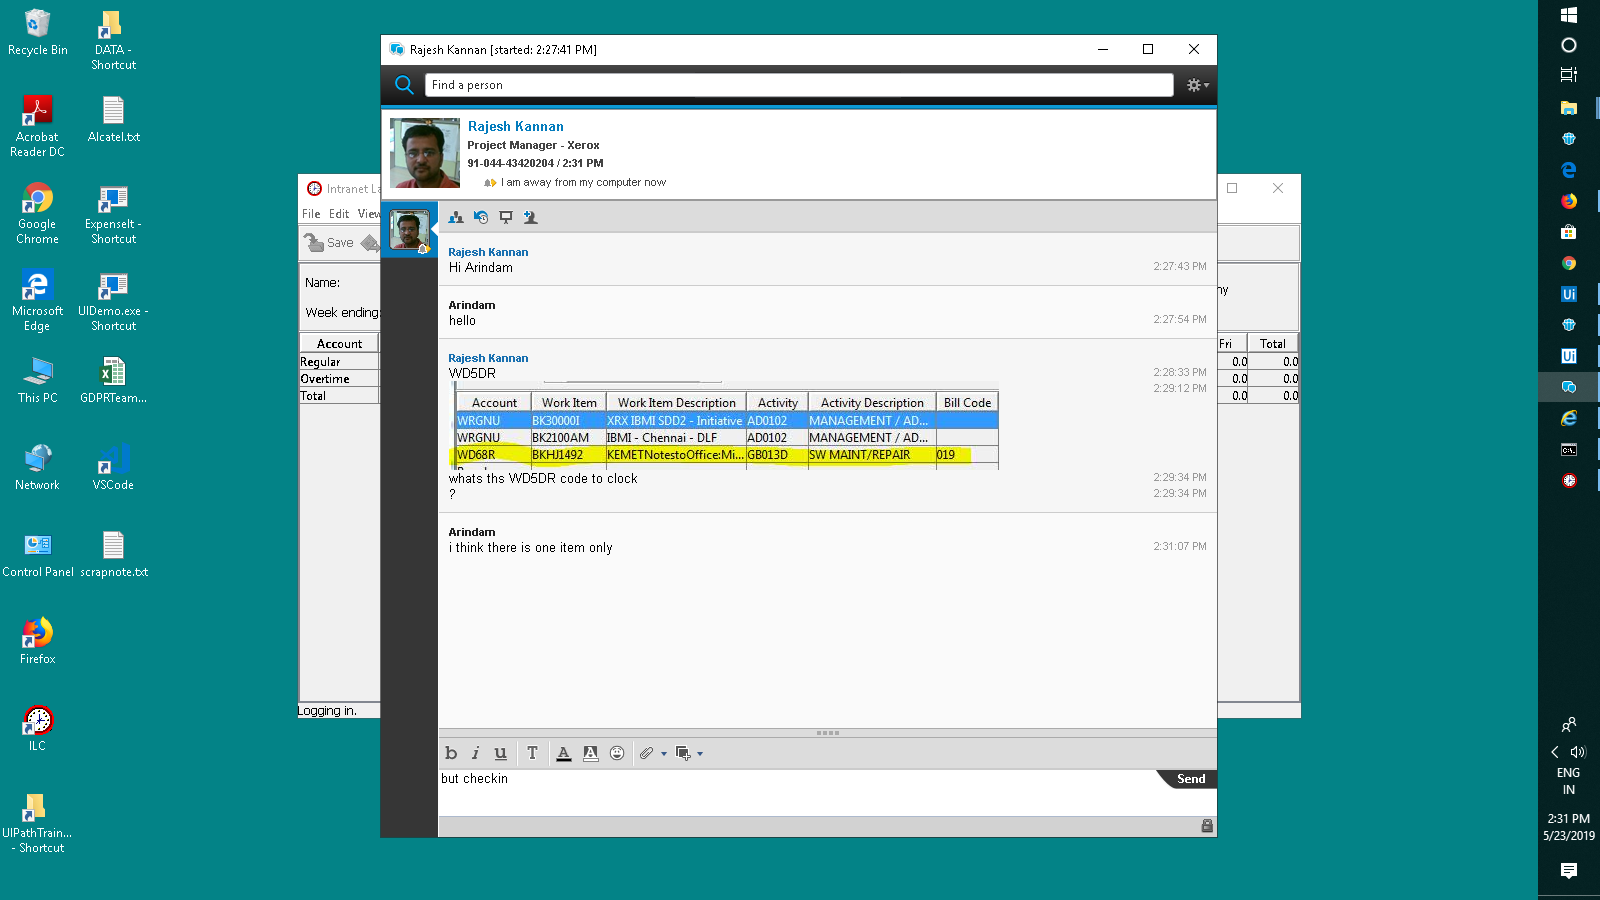 Recycle Bin
DATA -
Shortcut
Acrobat
Reader DC
Alcatel.txt
Google
Chrome
ExpenseIt -
Shortcut
Microsoft
Edge
UIDemo.exe -
Shortcut
This PC
GDPRTeam...
Network
VSCode
Control Panel
scrapnote.txt
Firefox
ILC
UIPathTrain...
- Shortcut
Rajesh Kannan [started: 2:27:41 PM]
Find a person
Rajesh Kannan
Project Manager - Xerox
91-044-43420204 / 2:31 PM
I am away from my computer now
Intranet La
File Edit View
Save
Name:
Week ending:
Account
Regular
Overtime
Total
Logging in.
ny
Fri Total
0.0 0.0
0.0 0.0
0.0 0.0
Rajesh Kannan
Hi Arindam 2:27:43 PM
Arindam
hello 2:27:54 PM
Rajesh Kannan
WD5DR 2:28:33 PM
2:29:12 PM
Account Work Item Work Item Description Activity Activity Description Bill Code
WRGNU BK30000I XRX IBMI SDD2 - Initiative AD0102 MANAGEMENT / AD...
WRGNU BK2100AM IBMI - Chennai - DLF AD0102 MANAGEMENT / AD...
WD68R BKHJ1492 KEMETNotestoOffice:Mi... GB013D SW MAINT/REPAIR 019
whats ths WD5DR code to clock 2:29:34 PM
? 2:29:34 PM
Arindam
i think there is one item only 2:31:07 PM
b i u T A A
but checkin
Send
Ui
Ui
C:\.
ENG
IN
2:31 PM
5/23/2019